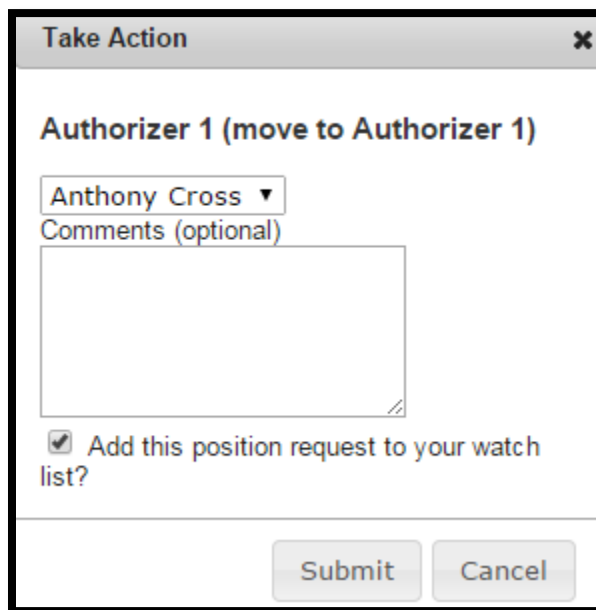 Take Action
Authorizer 1 (move to Authorizer 1)
Anthony Cross
Comments (optional)
Add this position request to your watch
list?
Submit Cancel